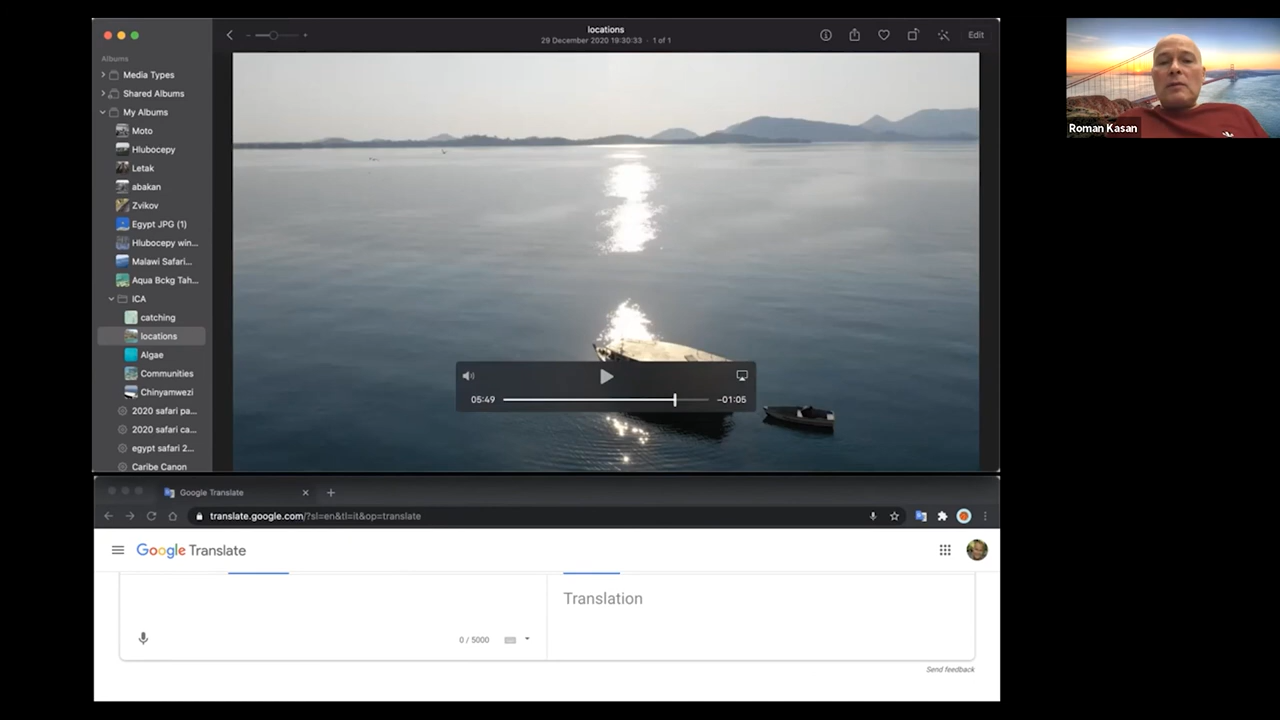 locations
29 December 2020 19:30:33 · 1 of 1
Edit
Albums
Media Types
Shared Albums
My Albums
Moto
Hlubocepy
Letak
abakan
Zvikov
Egypt JPG (1)
Hlubocepy win...
Malawi Safari...
Aqua Bckg Tah...
ICA
catching
locations
Algae
Communities
Chinyamwezi
2020 safari pa...
2020 safari ca...
egypt safari 2...
Caribe Canon
05:49
−01:05
Roman Kasan
Google Translate
translate.google.com/?sl=en&tl=it&op=translate
Google Translate
Translation
0 / 5000
Send feedback